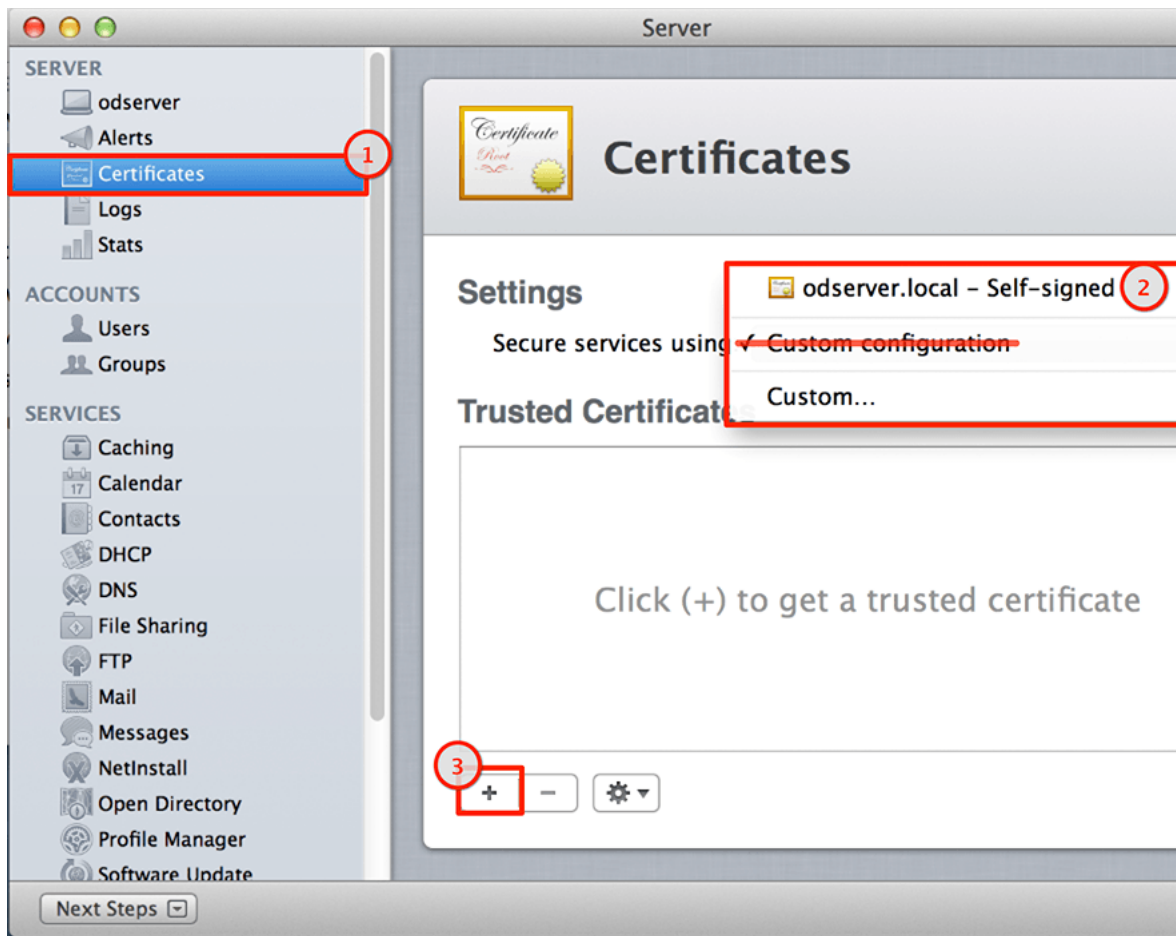 Server
SERVER
odserver
Alerts
1
Certificates
Logs
Stats
ACCOUNTS
Users
Groups
SERVICES
Caching
17
Calendar
Contacts
DHCP
DNS
File Sharing
FTP
Mail
Messages
NetInstall
Open Directory
Profile Manager
Software Update
Next Steps
Certificate
Root
Certificates
Settings
odserver.local – Self-signed
2
Secure services using ✓ Custom configuration
Custom...
Trusted Certificates
Click (+) to get a trusted certificate
3
+ −